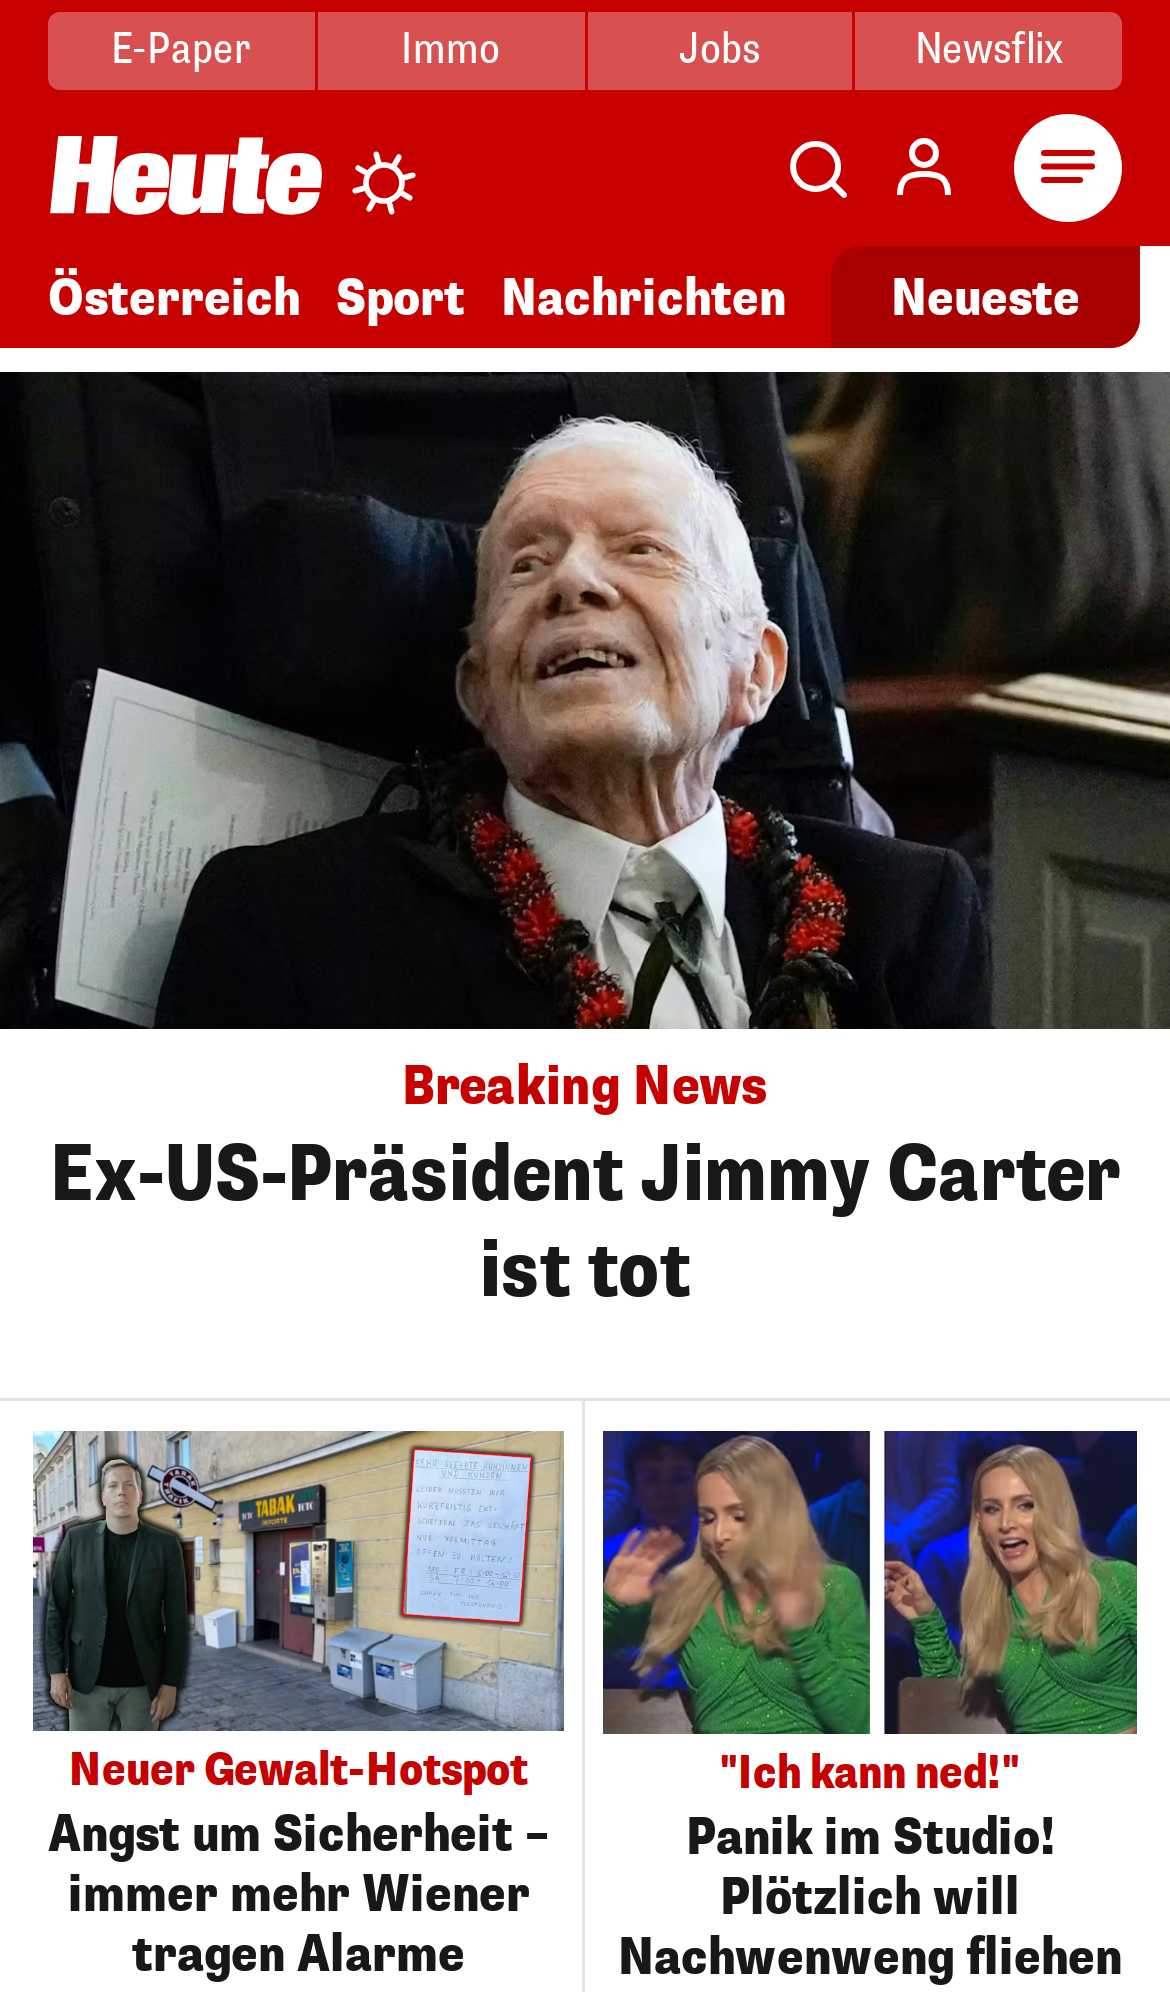 E-Paper
Immo
Jobs
Newsflix
Heute
Österreich
Sport
Nachrichten
Neueste
Breaking News
Ex-US-Präsident Jimmy Carter
ist tot
TABAK
Neuer Gewalt-Hotspot
Angst um Sicherheit –
immer mehr Wiener
tragen Alarme
"Ich kann ned!"
Panik im Studio!
Plötzlich will
Nachwenweng fliehen